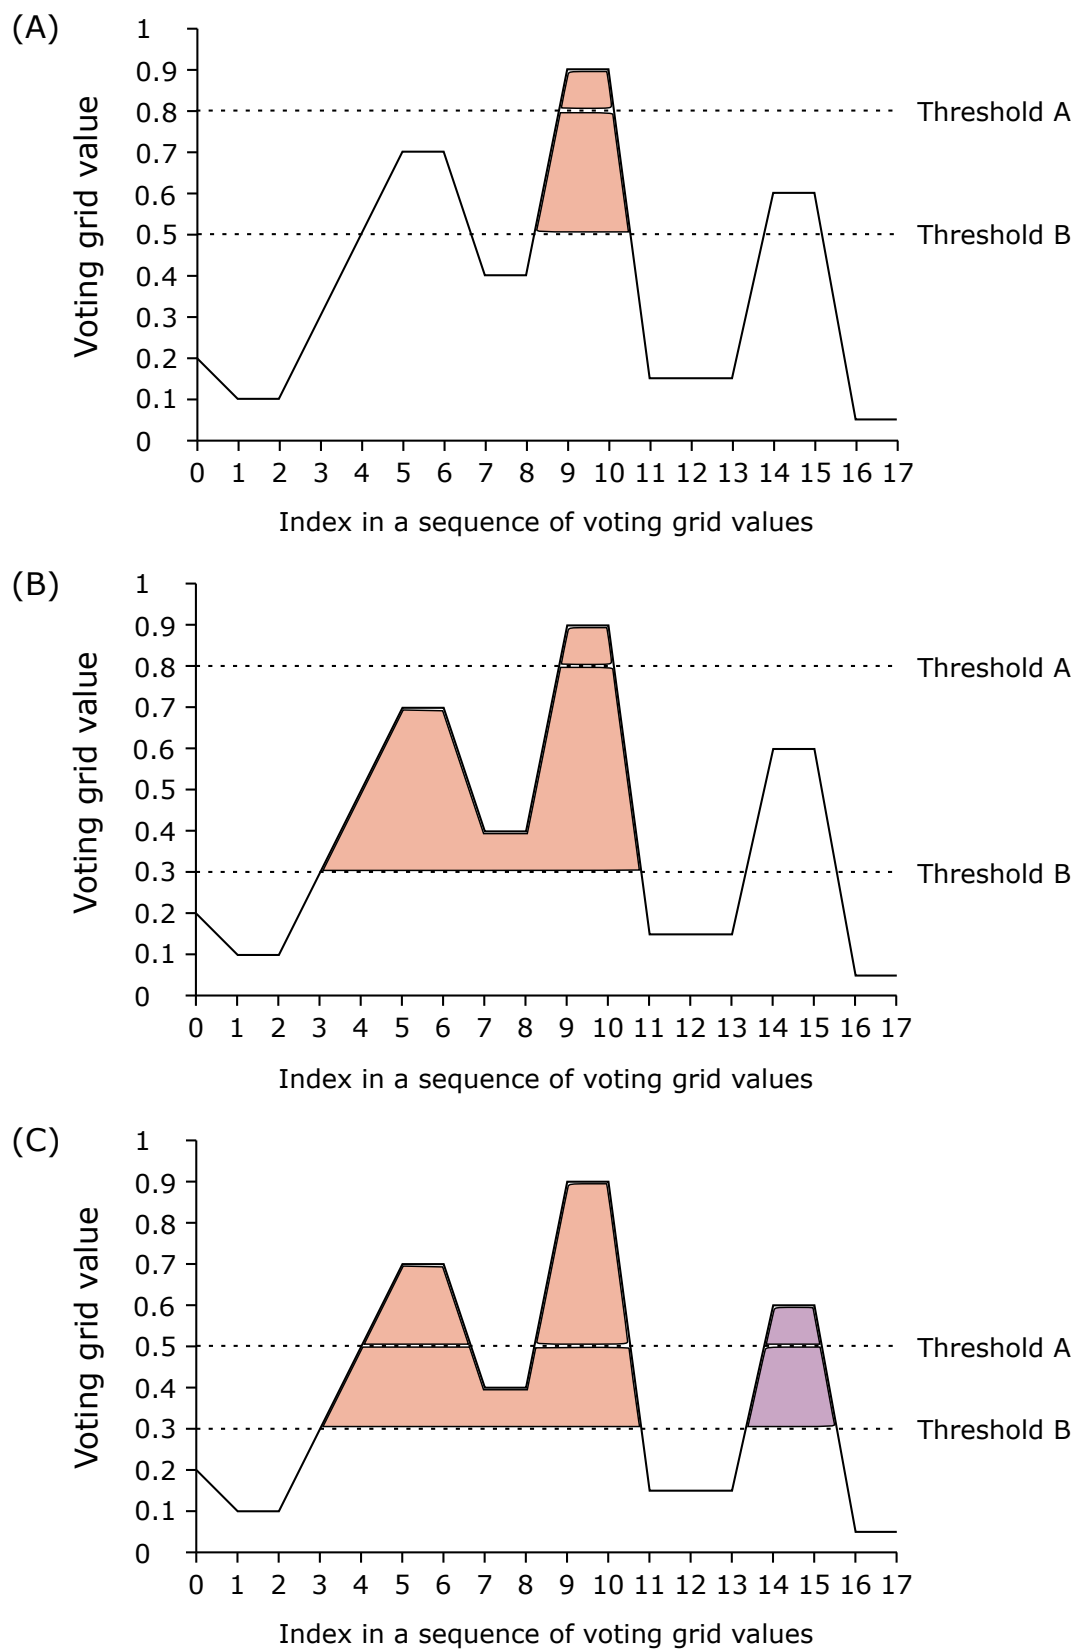 (A)
Voting grid value
1
0.9
0.8
0.7
0.6
0.5
0.4
0.3
0.2
0.1
0
Threshold A
Threshold B
0 1 2 3 4 5 6 7 8 9 10 11 12 13 14 15 16 17
Index in a sequence of voting grid values
(B)
Voting grid value
1
0.9
0.8
0.7
0.6
0.5
0.4
0.3
0.2
0.1
0
Threshold A
Threshold B
0 1 2 3 4 5 6 7 8 9 10 11 12 13 14 15 16 17
Index in a sequence of voting grid values
(C)
Voting grid value
1
0.9
0.8
0.7
0.6
0.5
0.4
0.3
0.2
0.1
0
Threshold A
Threshold B
0 1 2 3 4 5 6 7 8 9 10 11 12 13 14 15 16 17
Index in a sequence of voting grid values